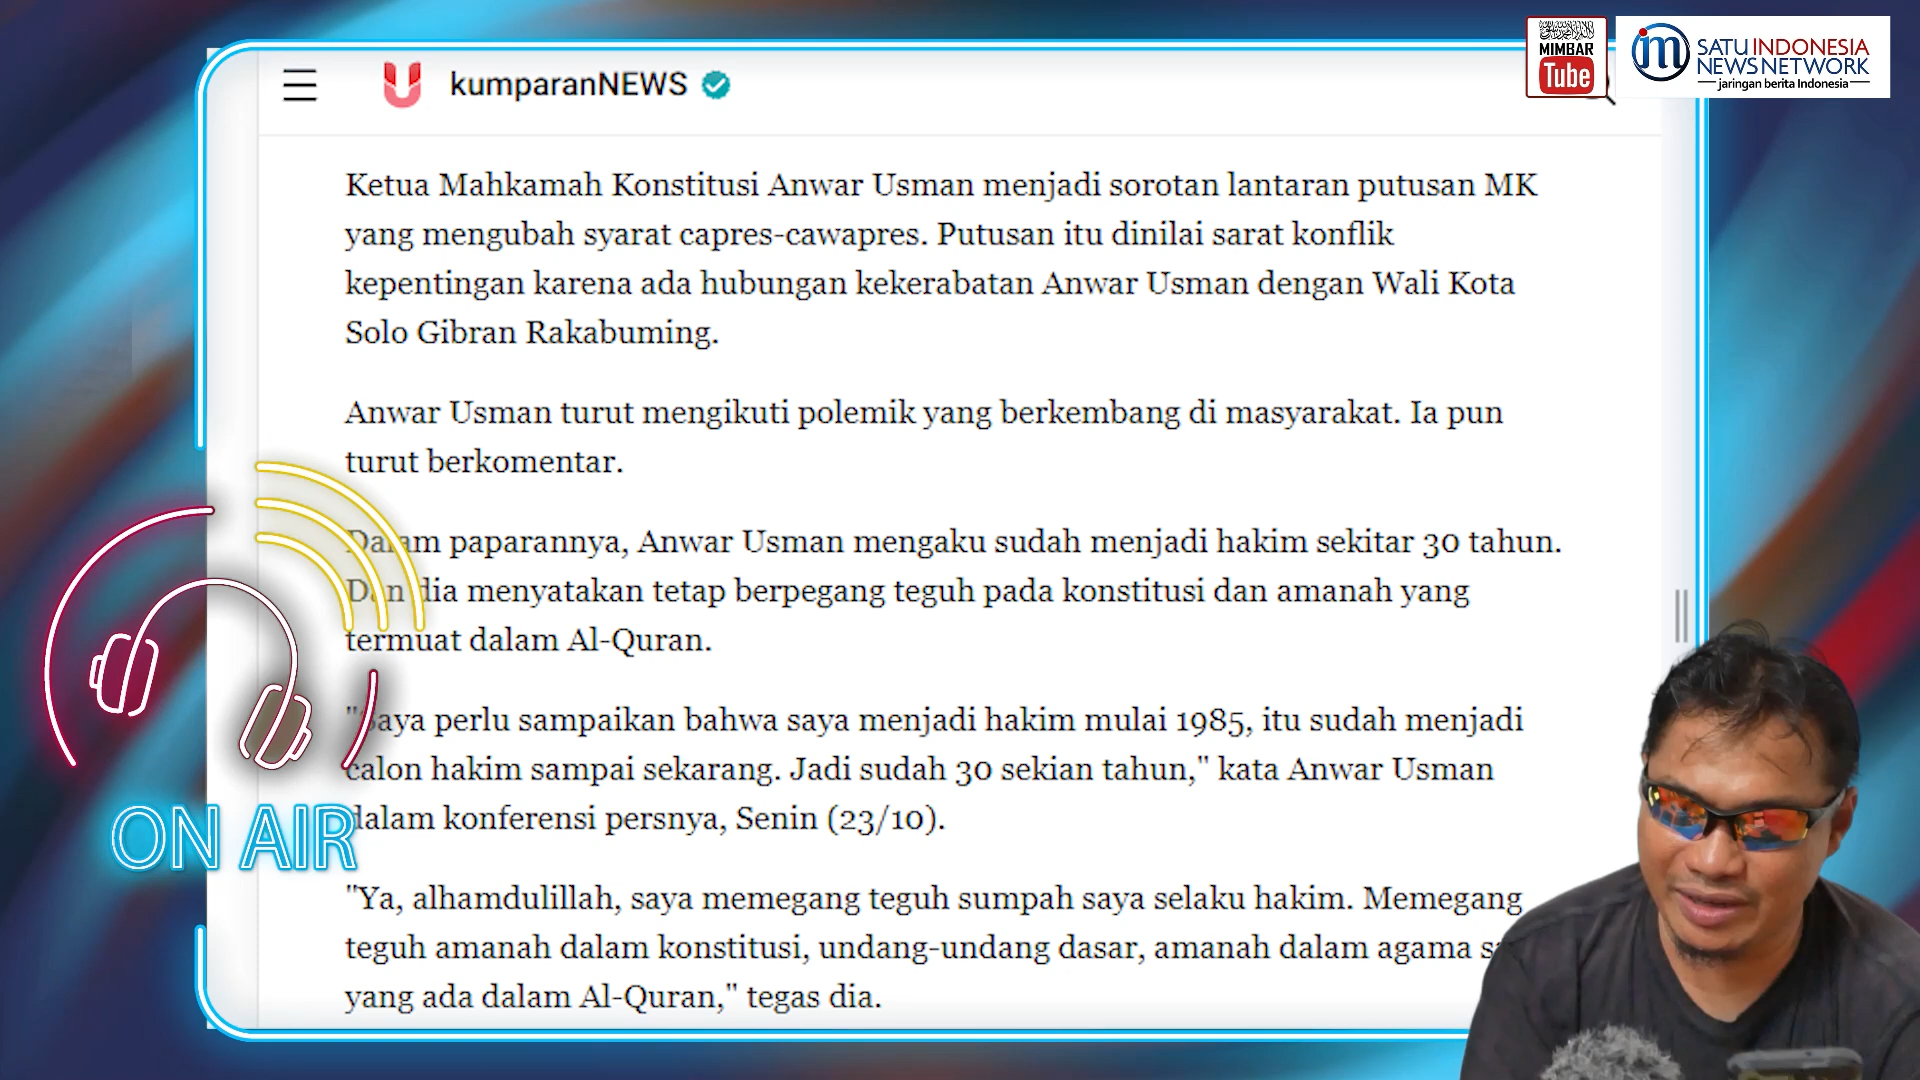 MIMBAR
Tube
SATU INDONESIA
NEWS NETWORK
jaringan berita Indonesia
kumparanNEWS
Ketua Mahkamah Konstitusi Anwar Usman menjadi sorotan lantaran putusan MK
yang mengubah syarat capres-cawapres. Putusan itu dinilai sarat konflik
kepentingan karena ada hubungan kekerabatan Anwar Usman dengan Wali Kota
Solo Gibran Rakabuming.
Anwar Usman turut mengikuti polemik yang berkembang di masyarakat. Ia pun
turut berkomentar.
Dalam paparannya, Anwar Usman mengaku sudah menjadi hakim sekitar 30 tahun.
Dan dia menyatakan tetap berpegang teguh pada konstitusi dan amanah yang
termuat dalam Al-Quran.
"Saya perlu sampaikan bahwa saya menjadi hakim mulai 1985, itu sudah menjadi
calon hakim sampai sekarang. Jadi sudah 30 sekian tahun," kata Anwar Usman
dalam konferensi persnya, Senin (23/10).
"Ya, alhamdulillah, saya memegang teguh sumpah saya selaku hakim. Memegang
teguh amanah dalam konstitusi, undang-undang dasar, amanah dalam agama
yang ada dalam Al-Quran," tegas dia.
ON AIR